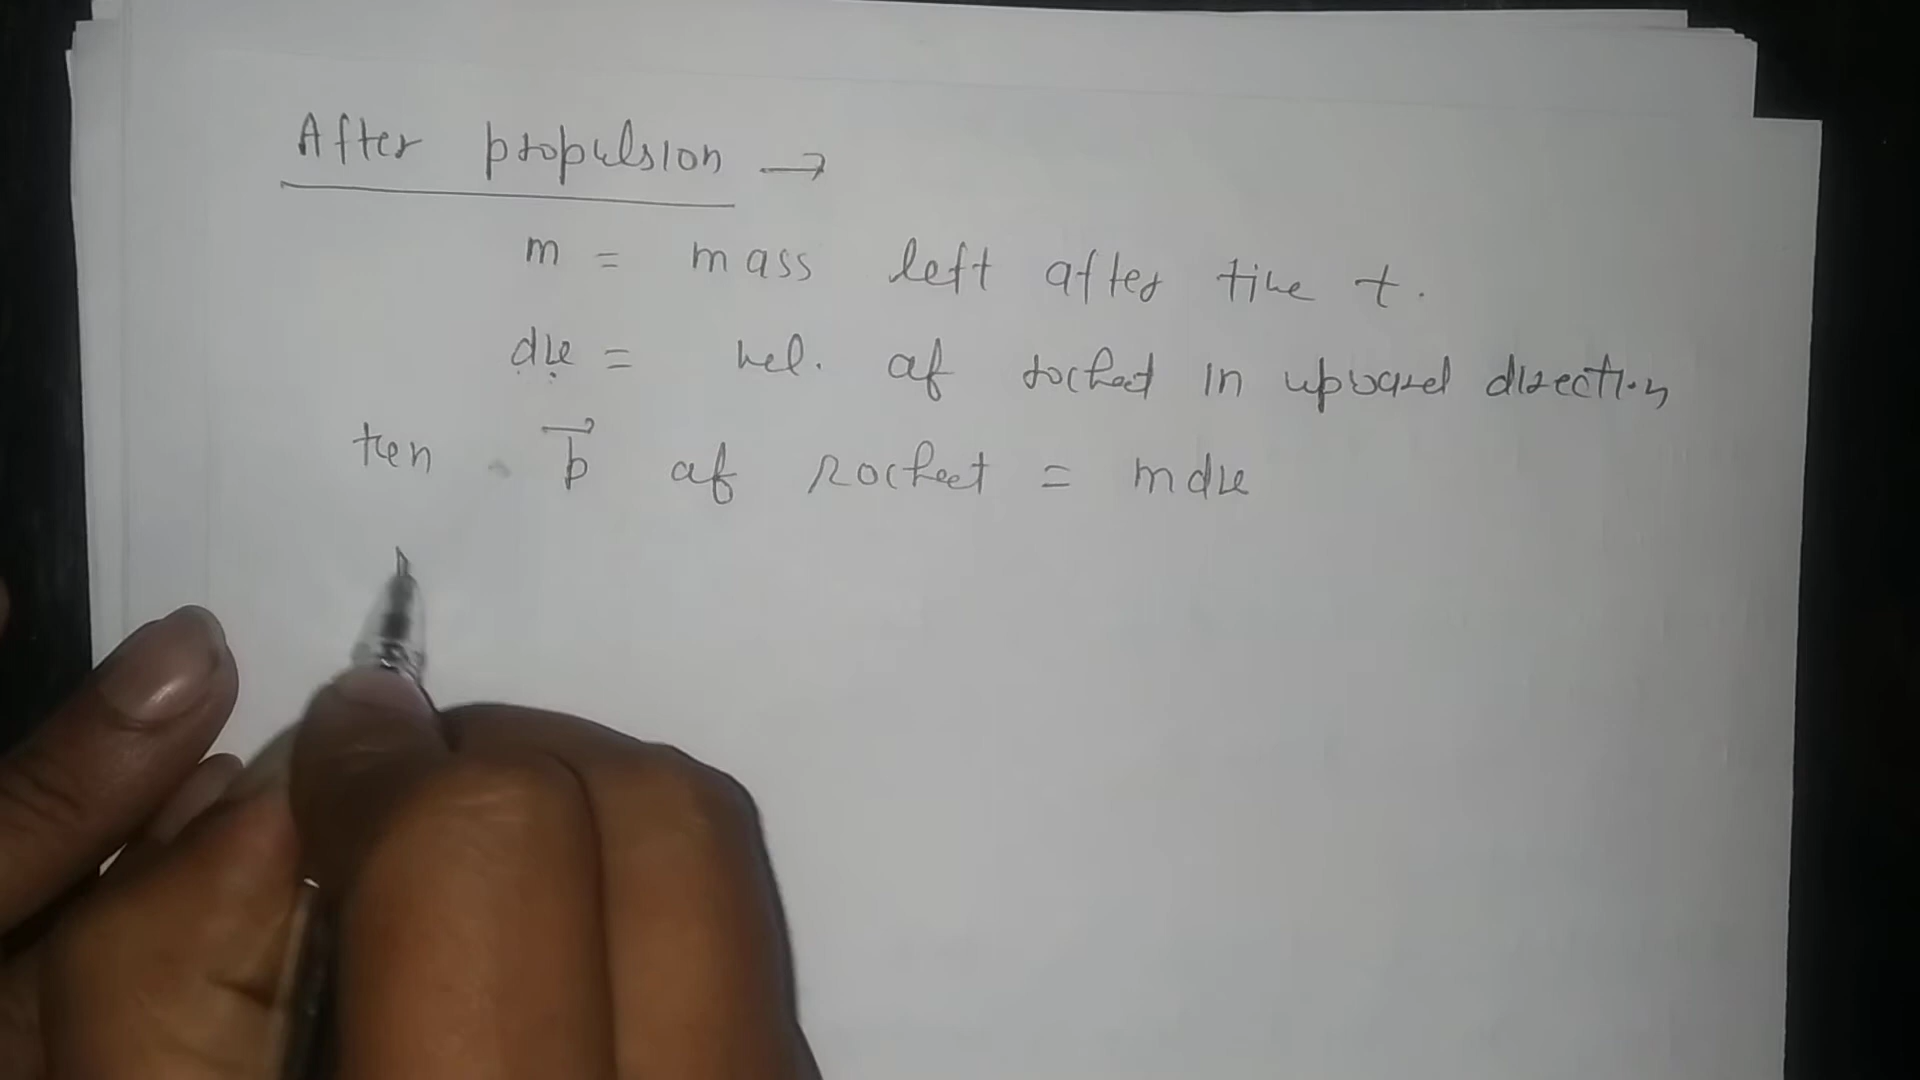 After propulsion →
m = mass left after time t.
dv = vel. of rocket in upward direction
then p⃗ of rocket = mdv